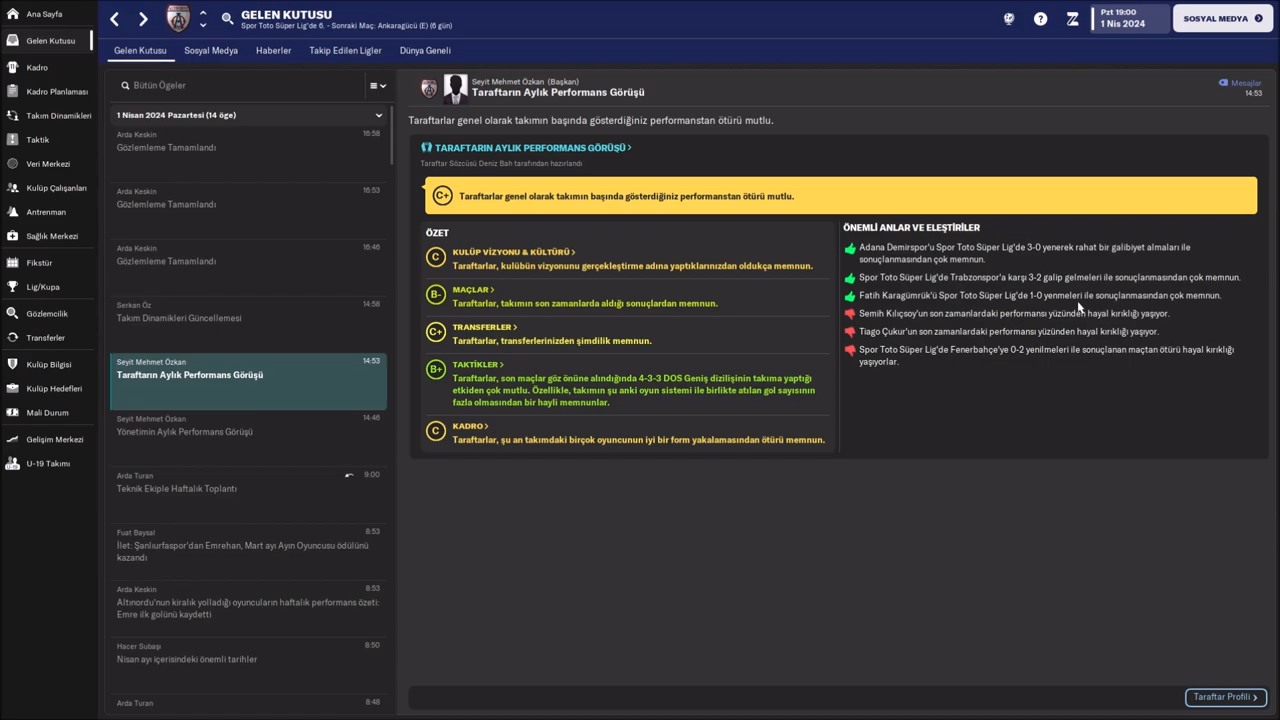 Ana Sayfa
Gelen Kutusu
Kadro
Kadro Planlaması
Takım Dinamikleri
Taktik
Veri Merkezi
Kulüp Çalışanları
Antrenman
Sağlık Merkezi
Fikstür
Lig/Kupa
Gözlemcilik
Transferler
Kulüp Bilgisi
Kulüp Hedefleri
Mali Durum
Gelişim Merkezi
U-19 Takımı
GELEN KUTUSU
Spor Toto Süper Lig'de 6. - Sonraki Maç: Ankaragücü (E) (6 gün)
Pzt 19:00
1 Nis 2024
SOSYAL MEDYA
Gelen Kutusu Sosyal Medya Haberler Takip Edilen Ligler Dünya Geneli
Bütün Ögeler
1 Nisan 2024 Pazartesi (14 öge)
Arda Keskin 16:58
Gözlemleme Tamamlandı
Arda Keskin 16:53
Gözlemleme Tamamlandı
Arda Keskin 16:46
Gözlemleme Tamamlandı
Serkan Öz 14:58
Takım Dinamikleri Güncellemesi
Seyit Mehmet Özkan 14:53
Taraftarın Aylık Performans Görüşü
Seyit Mehmet Özkan 14:46
Yönetimin Aylık Performans Görüşü
Arda Turan 9:00
Teknik Ekiple Haftalık Toplantı
Fuat Baysal 8:53
İlet: Şanlıurfaspor'dan Emrehan, Mart ayı Ayın Oyuncusu ödülünü
kazandı
Arda Keskin 8:53
Altınordu'nun kiralık yolladığı oyuncuların haftalık performans özeti:
Emre ilk golünü kaydetti
Hacer Subaşı 8:50
Nisan ayı içerisindeki önemli tarihler
Arda Turan 8:48
Seyit Mehmet Özkan (Başkan)
Taraftarın Aylık Performans Görüşü
Mesajlar
14:53
Taraftarlar genel olarak takımın başında gösterdiğiniz performanstan ötürü mutlu.
TARAFTARIN AYLIK PERFORMANS GÖRÜŞÜ
Taraftar Sözcüsü Deniz Bah tarafından hazırlandı
C+ Taraftarlar genel olarak takımın başında gösterdiğiniz performanstan ötürü mutlu.
ÖZET
C KULÜP VİZYONU & KÜLTÜRÜ
Taraftarlar, kulübün vizyonunu gerçekleştirme adına yaptıklarınızdan oldukça memnun.
B- MAÇLAR
Taraftarlar, takımın son zamanlarda aldığı sonuçlardan memnun.
C+ TRANSFERLER
Taraftarlar, transferlerinizden şimdilik memnun.
B+ TAKTİKLER
Taraftarlar, son maçlar göz önüne alındığında 4-3-3 DOS Geniş dizilişinin takıma yaptığı
etkiden çok mutlu. Özellikle, takımın şu anki oyun sistemi ile birlikte atılan gol sayısının
fazla olmasından bir hayli memnunlar.
C KADRO
Taraftarlar, şu an takımdaki birçok oyuncunun iyi bir form yakalamasından ötürü memnun.
ÖNEMLİ ANLAR VE ELEŞTİRİLER
Adana Demirspor'u Spor Toto Süper Lig'de 3-0 yenerek rahat bir galibiyet almaları ile
sonuçlanmasından çok memnun.
Spor Toto Süper Lig'de Trabzonspor'a karşı 3-2 galip gelmeleri ile sonuçlanmasından çok memnun.
Fatih Karagümrük'ü Spor Toto Süper Lig'de 1-0 yenmeleri ile sonuçlanmasından çok memnun.
Semih Kılıçsoy'un son zamanlardaki performansı yüzünden hayal kırıklığı yaşıyor.
Tiago Çukur'un son zamanlardaki performansı yüzünden hayal kırıklığı yaşıyor.
Spor Toto Süper Lig'de Fenerbahçe'ye 0-2 yenilmeleri ile sonuçlanan maçtan ötürü hayal kırıklığı
yaşıyorlar.
Taraftar Profili